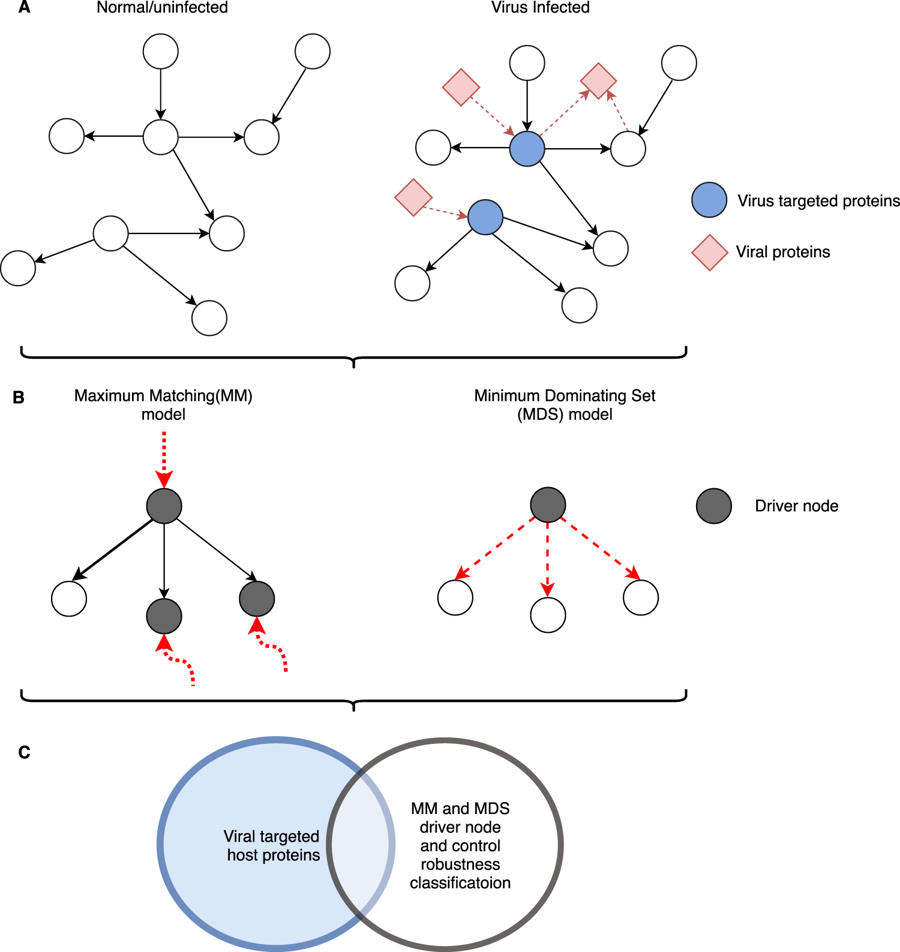 A
Normal/uninfected
Virus Infected
Virus targeted proteins
Viral proteins
B
Maximum Matching(MM)
model
Minimum Dominating Set
(MDS) model
Driver node
C
Viral targeted
host proteins
MM and MDS
driver node
and control
robustness
classificatoion